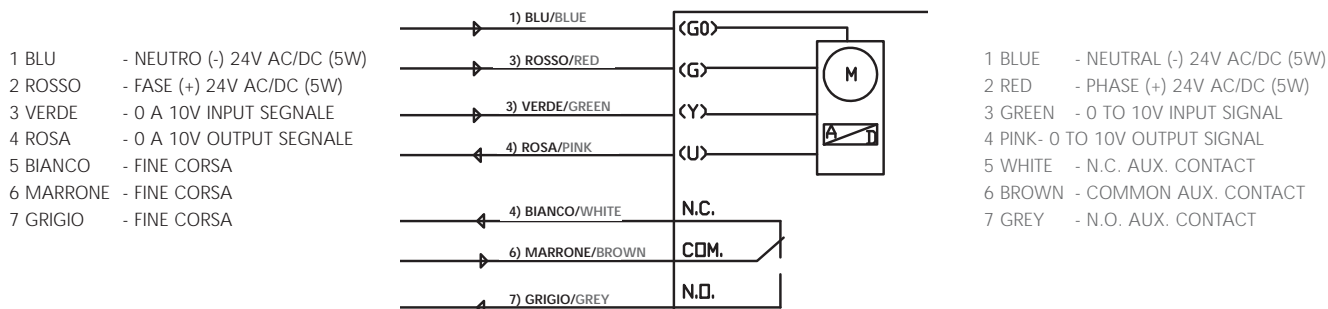 1 BLU - NEUTRO (-) 24V AC/DC (5W)
2 ROSSO - FASE (+) 24V AC/DC (5W)
3 VERDE - 0 A 10V INPUT SEGNALE
4 ROSA - 0 A 10V OUTPUT SEGNALE
5 BIANCO - FINE CORSA
6 MARRONE - FINE CORSA
7 GRIGIO - FINE CORSA
1) BLU/BLUE
(G0)
3) ROSSO/RED
(G)
M
3) VERDE/GREEN
(Y)
A D
4) ROSA/PINK
(U)
4) BIANCO/WHITE
N.C.
6) MARRONE/BROWN
COM.
7) GRIGIO/GREY
N.O.
1 BLUE - NEUTRAL (-) 24V AC/DC (5W)
2 RED - PHASE (+) 24V AC/DC (5W)
3 GREEN - 0 TO 10V INPUT SIGNAL
4 PINK- 0 TO 10V OUTPUT SIGNAL
5 WHITE - N.C. AUX. CONTACT
6 BROWN - COMMON AUX. CONTACT
7 GREY - N.O. AUX. CONTACT